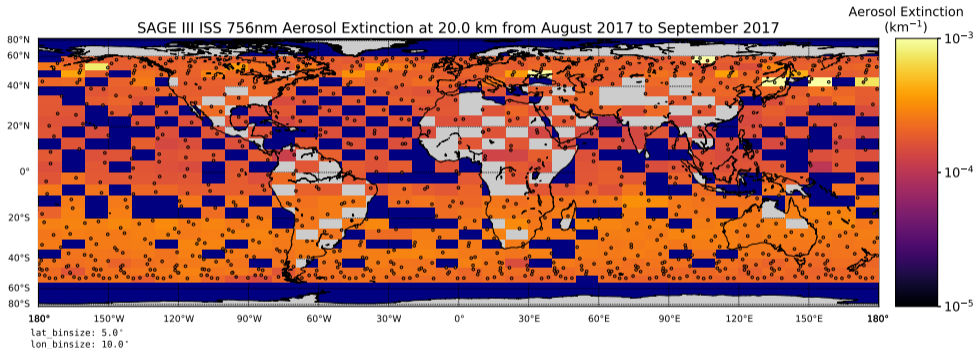 SAGE III ISS 756nm Aerosol Extinction at 20.0 km from August 2017 to September 2017
Aerosol Extinction
(km⁻¹)
80°N
60°N
40°N
20°N
0°
20°S
40°S
60°S
80°S
180° 150°W 120°W 90°W 60°W 30°W 0° 30°E 60°E 90°E 120°E 150°E 180°
10⁻³
10⁻⁴
10⁻⁵
lat_binsize: 5.0°
lon_binsize: 10.0°